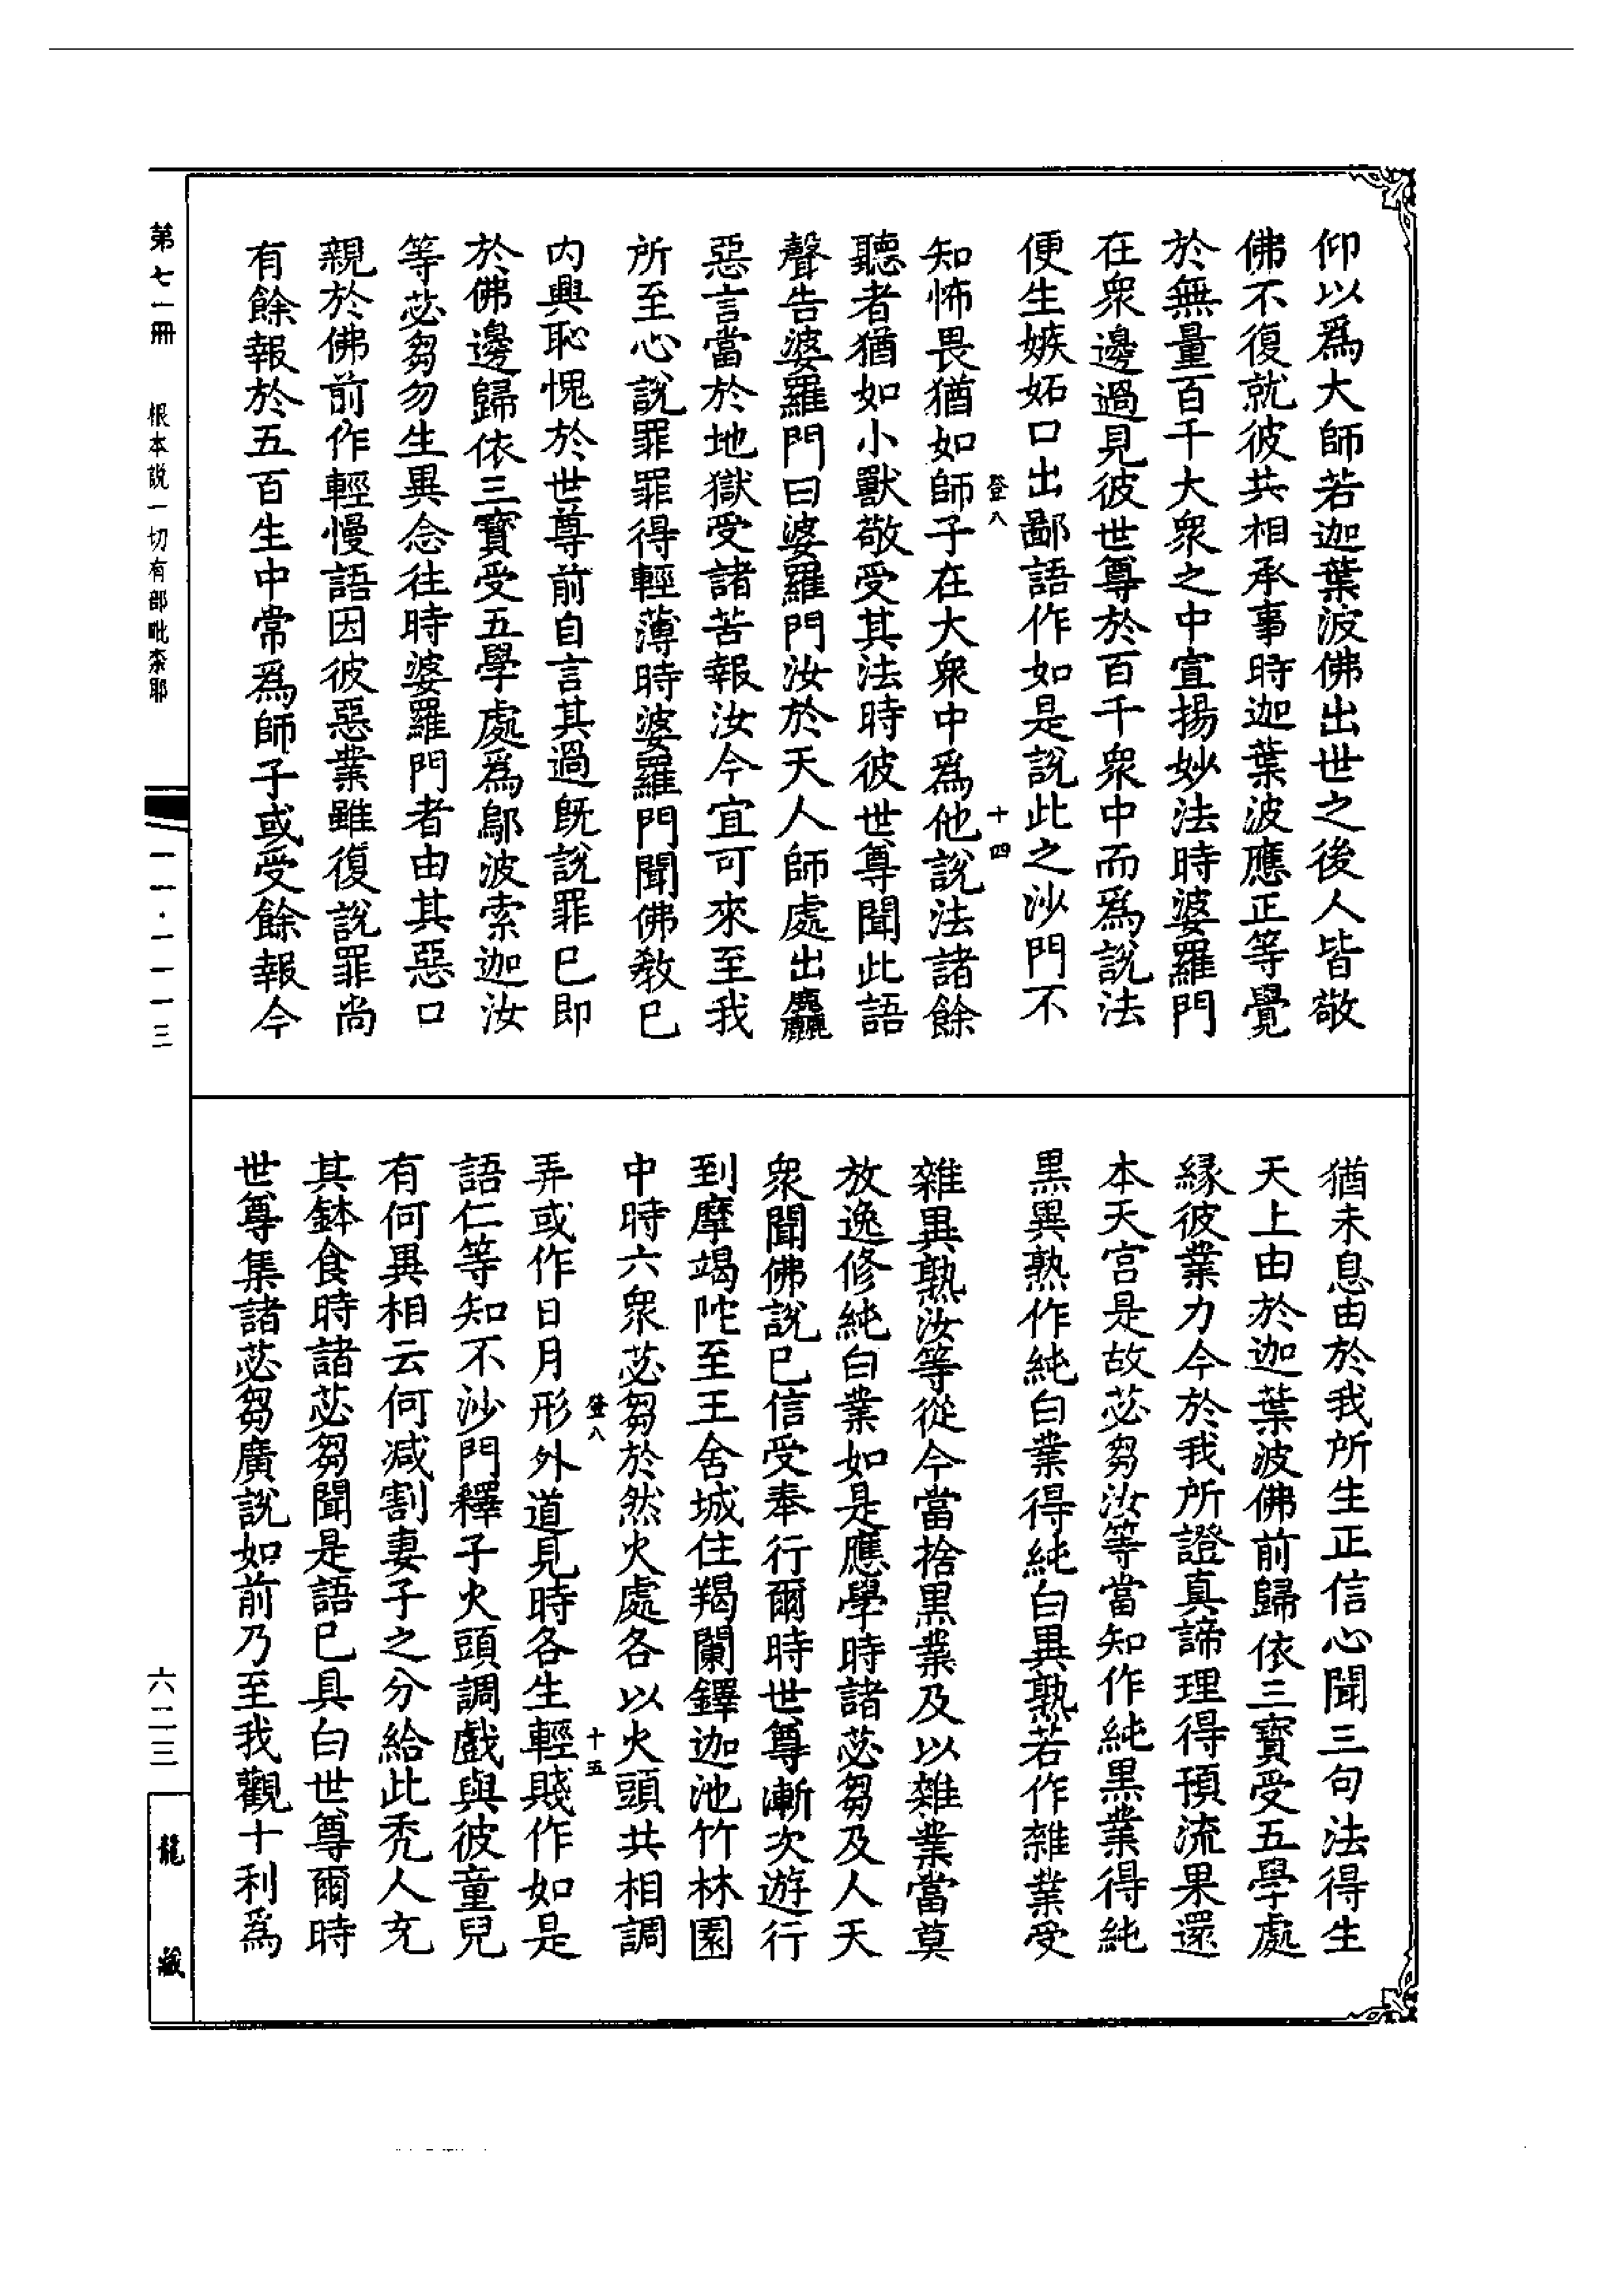 仰以爲大師若迦葉波佛出世之後人皆敬
佛不復就彼共相承事時迦葉波應正等覺
於無量百千大衆之中宣揚妙法時婆羅門
在衆邊過見彼世尊於百千衆中而爲說法
便生嫉妬口出鄙語作如是說此之沙門不
登八
十四
知怖畏猶如師子在大衆中爲他說法諸餘
聽者猶如小獸敬受其法時彼世尊聞此語
聲告婆羅門曰婆羅門汝於天人師處出麤
惡言當於地獄受諸苦報汝今宜可來至我
所至心說罪罪得輕薄時婆羅門聞佛教已
内興恥愧於世尊前自言其過旣說罪已即
於佛邊歸依三寶受五學處爲鄔波索迦汝
等苾芻勿生異念往時婆羅門者由其惡口
親於佛前作輕慢語因彼惡業雖復說罪尚
有餘報於五百生中常爲師子或受餘報今
猶未息由於我所生正信心聞三句法得生
天上由於迦葉波佛前歸依三寶受五學處
緣彼業力今於我所證真諦理得預流果還
本天宮是故苾芻汝等當知作純黑業得純
黑異熟作純白業得純白異熟若作雜業受
雜異熟汝等從今當捨黑業及以雜業當莫
放逸修純白業如是應學時諸苾芻及人天
衆聞佛說已信受奉行爾時世尊漸次遊行
到摩竭陀至王舍城住羯闌鐸迦池竹林園
中時六衆苾芻於然火處各以火頭共相調
登八
十五
弄或作日月形外道見時各生輕賤作如是
語仁等知不沙門釋子火頭調戲與彼童兒
有何異相云何減割妻子之分給此禿人充
其鉢食時諸苾芻聞是語已具白世尊爾時
世尊集諸苾芻廣說如前乃至我觀十利爲
第七一冊
根本說一切有部毗奈耶
一一·一一一三
六二三
龍藏